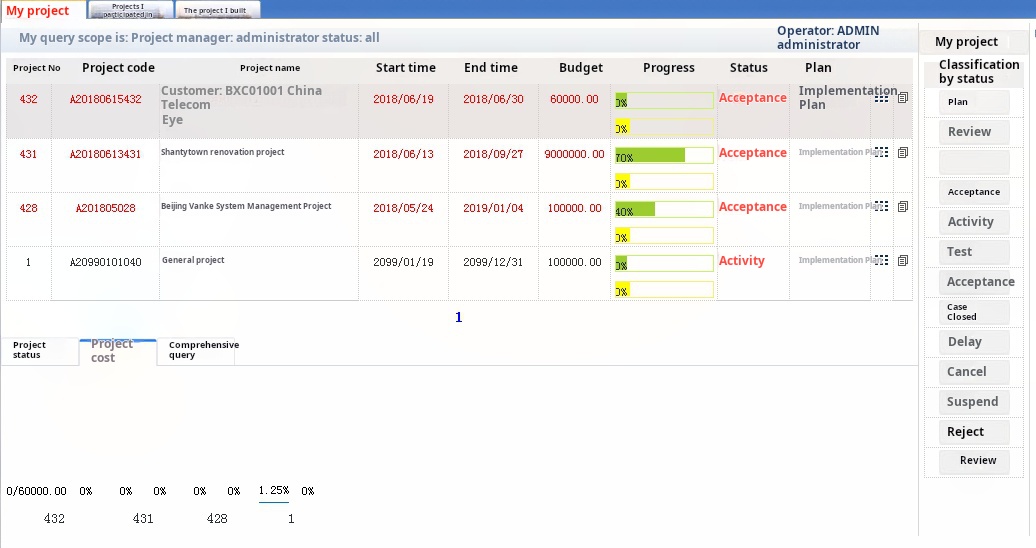 My project
Projects I
participated in
The project I built
My query scope is: Project manager: administrator status: all
Operator: ADMIN
administrator
Project No Project code Project name Start time End time Budget Progress Status Plan
432 A20180615432 Customer: BXC01001 China
Telecom
Eye 2018/06/19 2018/06/30 60000.00 0% Acceptance Implementation
Plan
0%
431 A20180613431 Shantytown renovation project 2018/06/13 2018/09/27 9000000.00 70% Acceptance Implementation Plan
0%
428 A201805028 Beijing Vanke System Management Project 2018/05/24 2019/01/04 100000.00 40% Acceptance Implementation Plan
0%
1 A20990101040 General project 2099/01/19 2099/12/31 100000.00 0% Activity Implementation Plan
0%
1
Project
status
Project
cost
Comprehensive
query
0/60000.00 0% 0% 0% 0% 0% 1.25% 0%
432 431 428 1
My project
Classification
by status
Plan
Review
Acceptance
Activity
Test
Acceptance
Case
Closed
Delay
Cancel
Suspend
Reject
Review